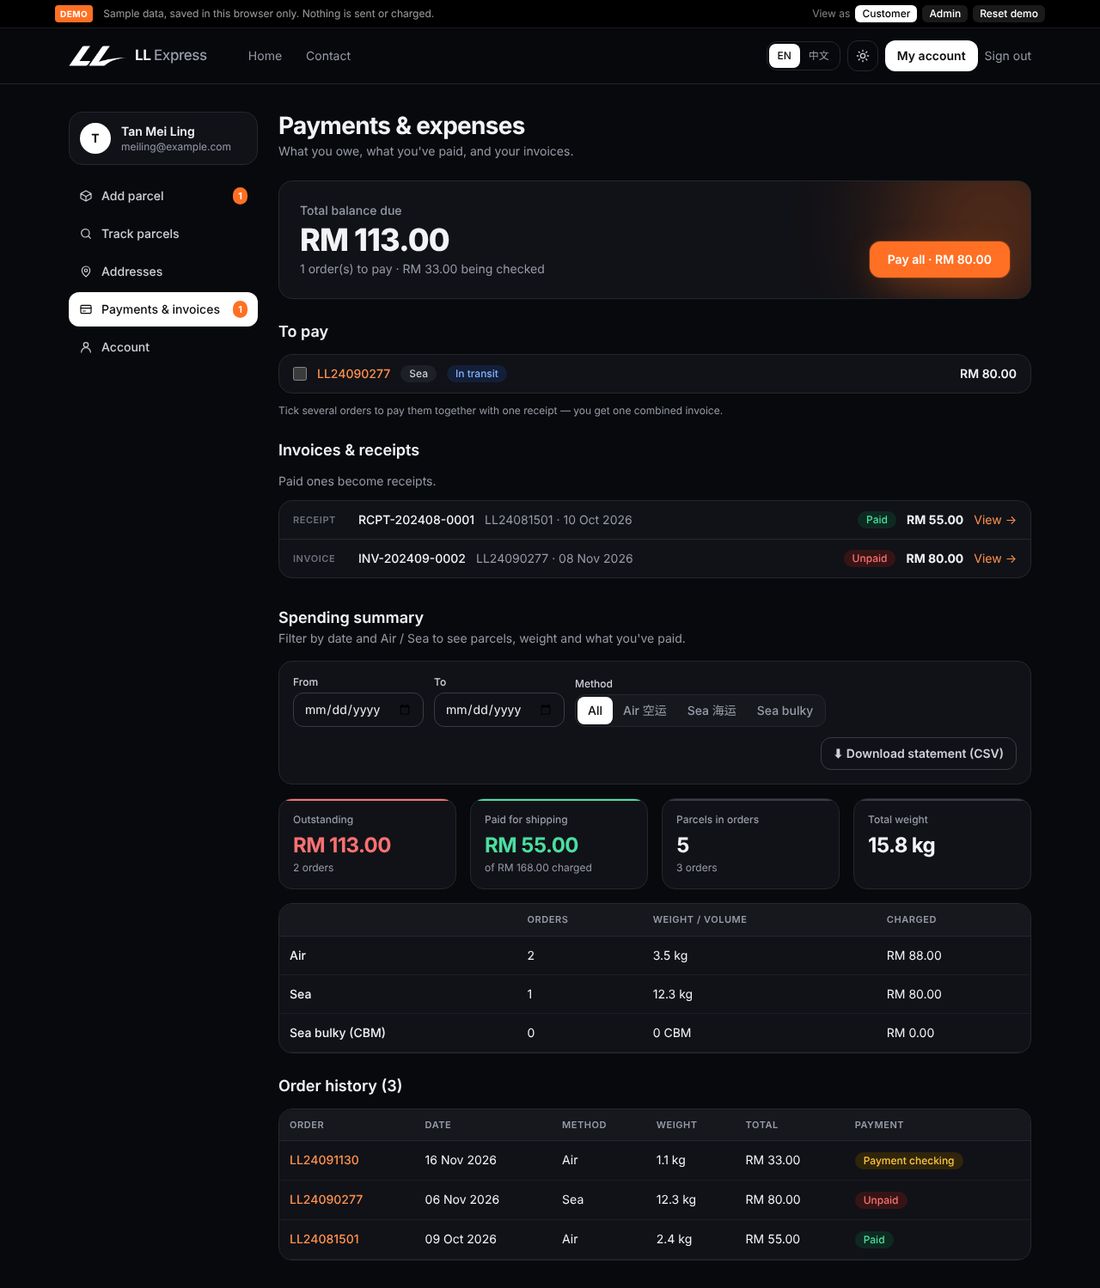 DEMO Sample data, saved in this browser only. Nothing is sent or charged. View as Customer Admin Reset demo
LL Express Home Contact EN 中文 My account Sign out
T Tan Mei Ling
meiling@example.com
Add parcel 1
Track parcels
Addresses
Payments & invoices 1
Account
Payments & expenses
What you owe, what you've paid, and your invoices.
Total balance due
RM 113.00
1 order(s) to pay · RM 33.00 being checked
Pay all · RM 80.00
To pay
LL24090277 Sea In transit RM 80.00
Tick several orders to pay them together with one receipt — you get one combined invoice.
Invoices & receipts
Paid ones become receipts.
RECEIPT RCPT-202408-0001 LL24081501 · 10 Oct 2026 Paid RM 55.00 View →
INVOICE INV-202409-0002 LL24090277 · 08 Nov 2026 Unpaid RM 80.00 View →
Spending summary
Filter by date and Air / Sea to see parcels, weight and what you've paid.
From To Method
mm/dd/yyyy mm/dd/yyyy All Air 空运 Sea 海运 Sea bulky
⬇ Download statement (CSV)
Outstanding Paid for shipping Parcels in orders Total weight
RM 113.00 RM 55.00 5 15.8 kg
2 orders of RM 168.00 charged 3 orders
ORDERS WEIGHT / VOLUME CHARGED
Air 2 3.5 kg RM 88.00
Sea 1 12.3 kg RM 80.00
Sea bulky (CBM) 0 0 CBM RM 0.00
Order history (3)
ORDER DATE METHOD WEIGHT TOTAL PAYMENT
LL24091130 16 Nov 2026 Air 1.1 kg RM 33.00 Payment checking
LL24090277 06 Nov 2026 Sea 12.3 kg RM 80.00 Unpaid
LL24081501 09 Oct 2026 Air 2.4 kg RM 55.00 Paid